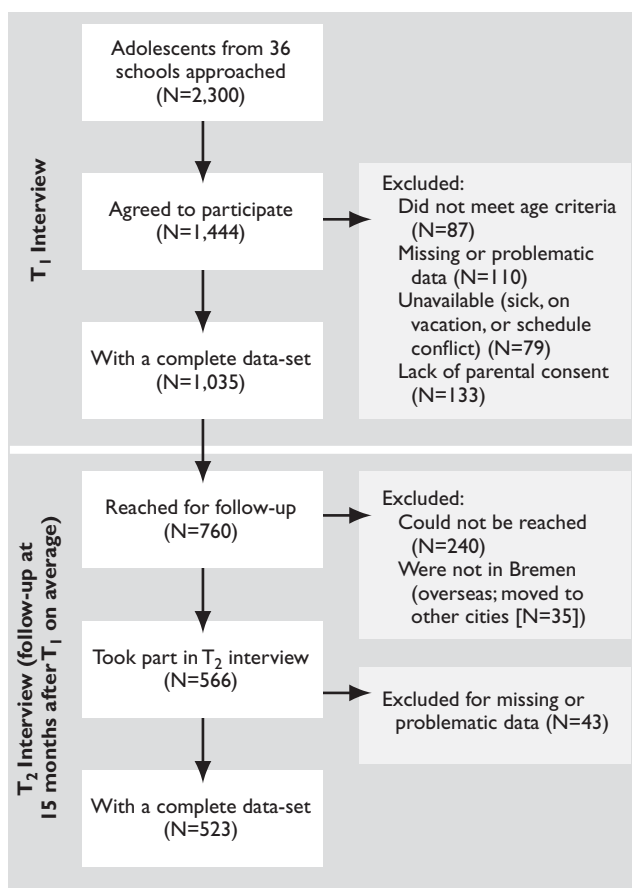 Adolescents from 36
schools approached
(N=2,300)
T1 Interview
Agreed to participate
(N=1,444)
Excluded:
Did not meet age criteria
(N=87)
Missing or problematic
data (N=110)
Unavailable (sick, on
vacation, or schedule
conflict) (N=79)
Lack of parental consent
(N=133)
With a complete data-set
(N=1,035)
T2 Interview (follow-up at
15 months after T1 on average)
Reached for follow-up
(N=760)
Excluded:
Could not be reached
(N=240)
Were not in Bremen
(overseas; moved to
other cities [N=35])
Took part in T2 interview
(N=566)
Excluded for missing or
problematic data (N=43)
With a complete data-set
(N=523)